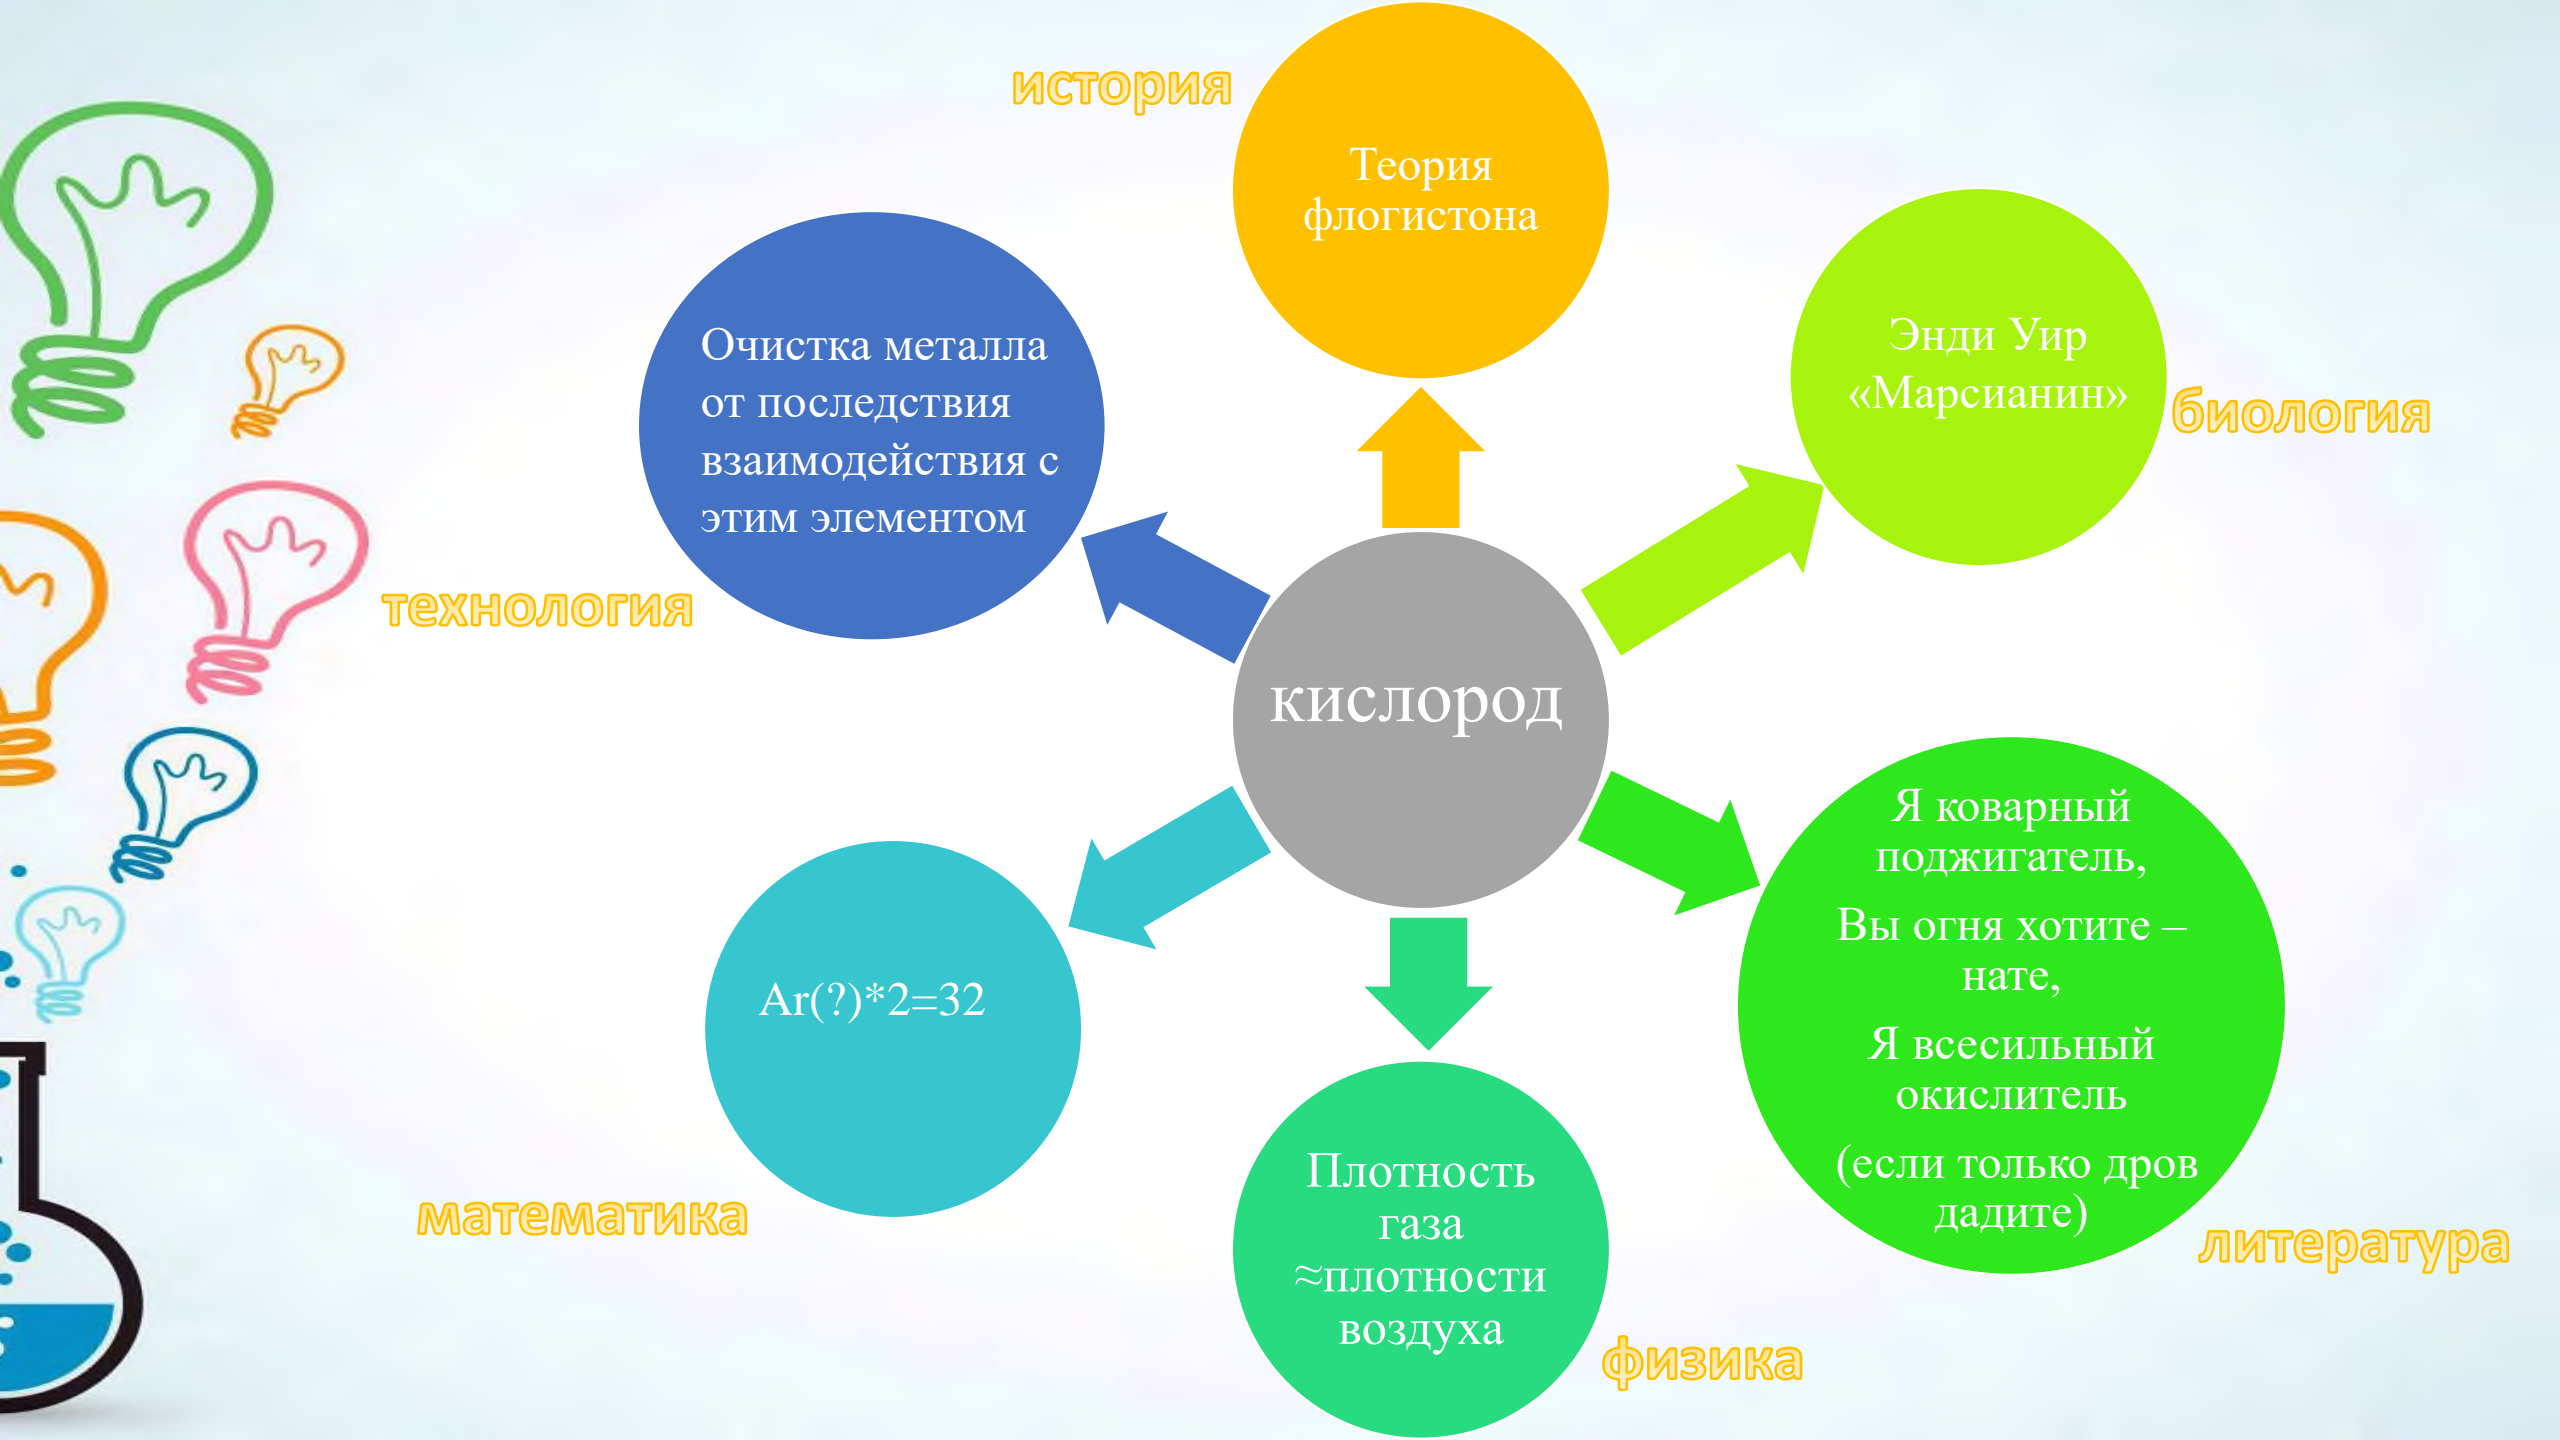 история
Теория
флогистона
Энди Уир
«Марсианин»
биология
Очистка металла
от последствия
взаимодействия с
этим элементом
технология
кислород
Я коварный
поджигатель,
Вы огня хотите –
нате,
Я всесильный
окислитель
(если только дров
дадите)
литература
Ar(?)*2=32
математика
Плотность
газа
≈плотности
воздуха
физика